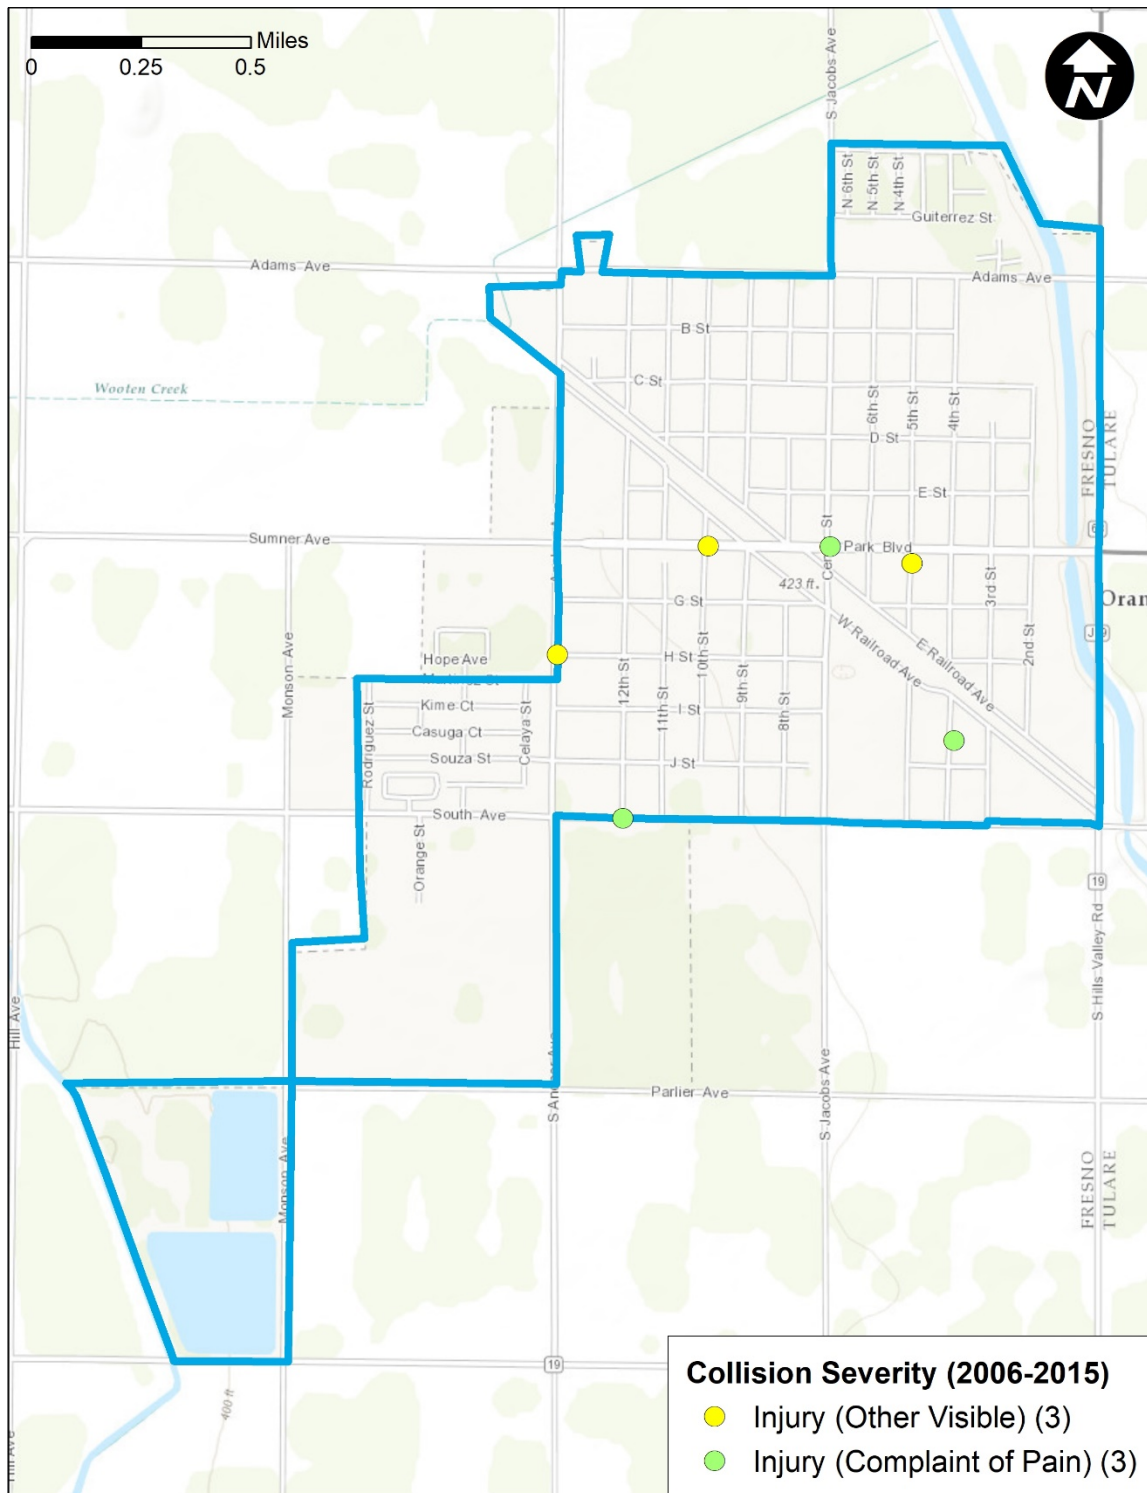 Miles
0 0.25 0.5
N
S Jacobs Ave
N 6th St
N 5th St
N 4th St
Guiterrez St
Adams Ave
Adams Ave
B St
C St
Wooten Creek
6th St
5th St
4th St
D St
FRESNO
TULARE
E St
Sumner Ave
Park Blvd
423 ft.
G St
3rd St
Oran
W Railroad Ave
E Railroad Ave
2nd St
Hope Ave
H St
10th St
Monson Ave
12th St
11th St
9th St
8th St
Rodriguez St
Kime Ct
Celaya St
I St
Casuga Ct
Souza St
J St
South Ave
Orange St
19
S Hills Valley Rd
Hill Ave
S Jacobs Ave
Parlier Ave
Monson Ave
FRESNO
TULARE
19
400 ft
Hill Ave
Collision Severity (2006-2015)
Injury (Other Visible) (3)
Injury (Complaint of Pain) (3)